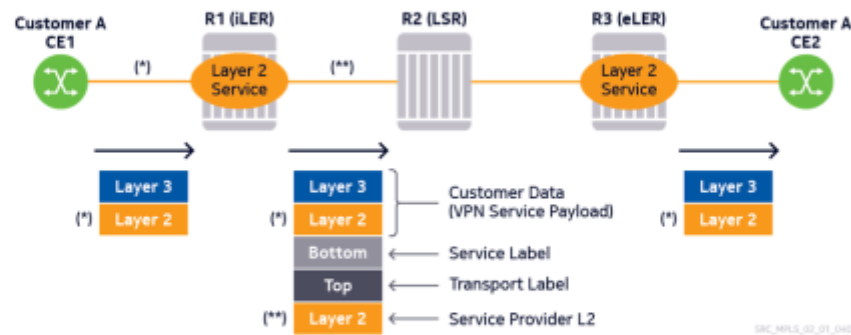 Customer A
CE1
R1 (iLER)
R2 (LSR)
R3 (eLER)
Customer A
CE2
(*)
Layer 2
Service
(**)
Layer 2
Service
Layer 3
(*) Layer 2
Layer 3
(*) Layer 2
Customer Data
(VPN Service Payload)
Layer 3
(*) Layer 2
Bottom
Service Label
Top
Transport Label
(**) Layer 2
Service Provider L2